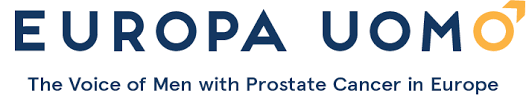 EUROPA UOMO
The Voice of Men with Prostate Cancer in Europe